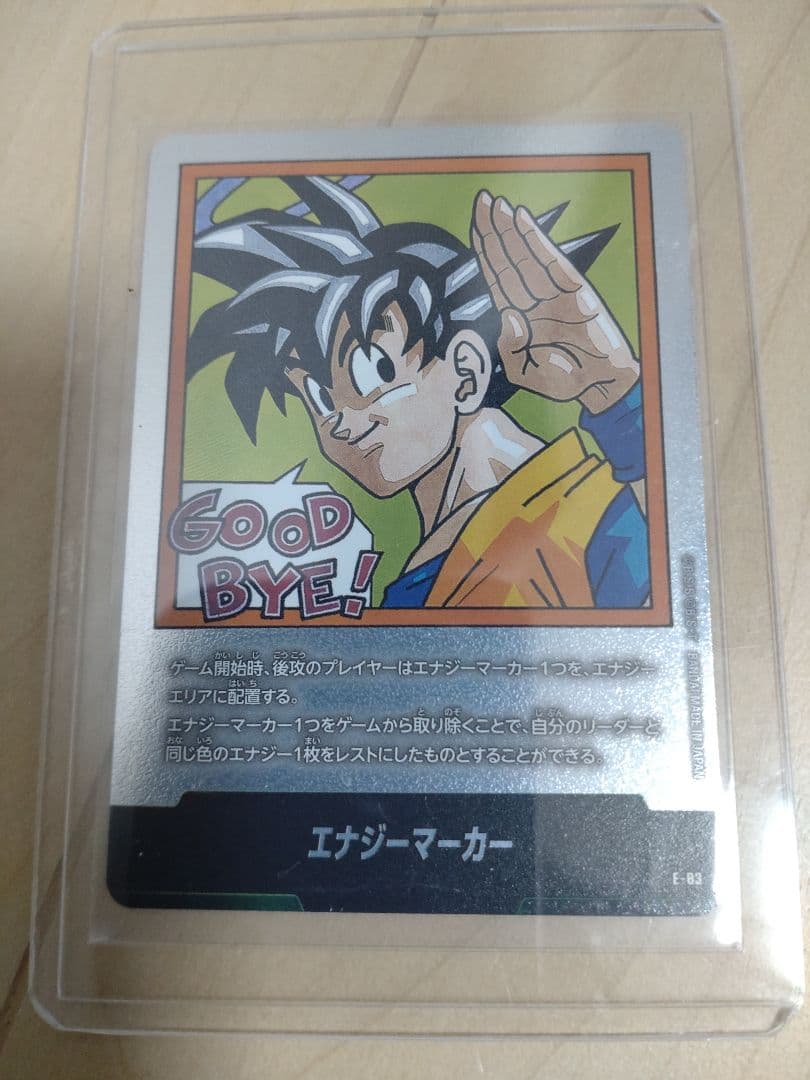 GOOD
BYE!
ゲーム開始時、後攻のプレイヤーはエナジーマーカー1つを、エナジー
エリアに配置する。
エナジーマーカー1つをゲームから取り除くことで、自分のリーダーと
同じ色のエナジー1枚をレストにしたものとすることができる。
エナジーマーカー
E-03
BANDAI MADE IN JAPAN